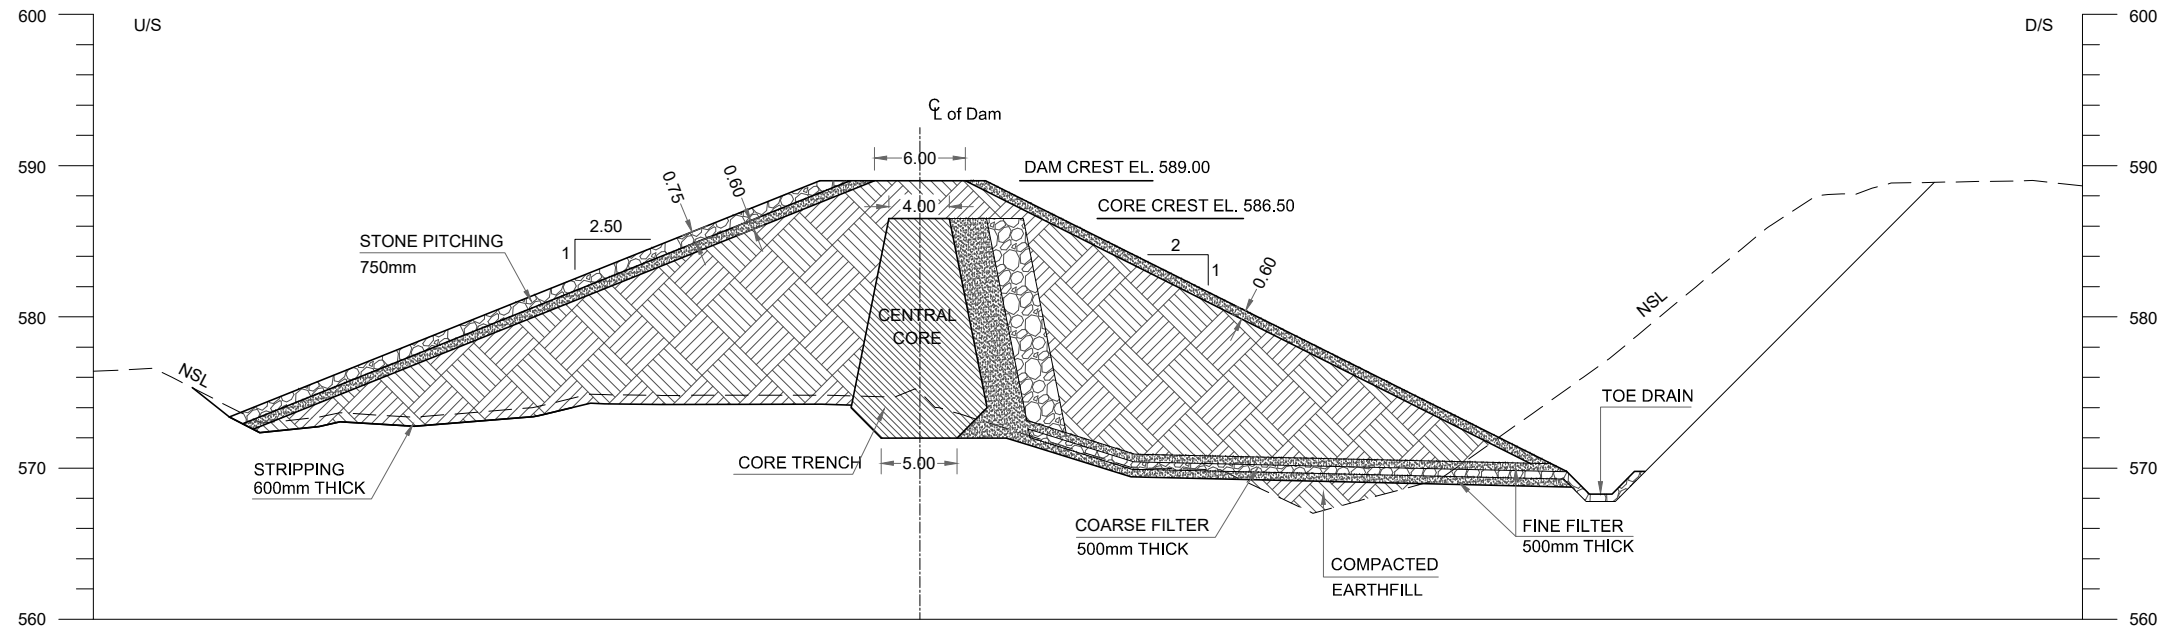 600
U/S
D/S
600
℄ of Dam
6.00
590
DAM CREST EL. 589.00
590
0.75
0.60
4.00
CORE CREST EL. 586.50
2.50
1
STONE PITCHING
750mm
2
1
0.60
NSL
580
CENTRAL
CORE
580
NSL
TOE DRAIN
570
STRIPPING
600mm THICK
CORE TRENCH
5.00
570
COARSE FILTER
500mm THICK
FINE FILTER
500mm THICK
COMPACTED
EARTHFILL
560
560